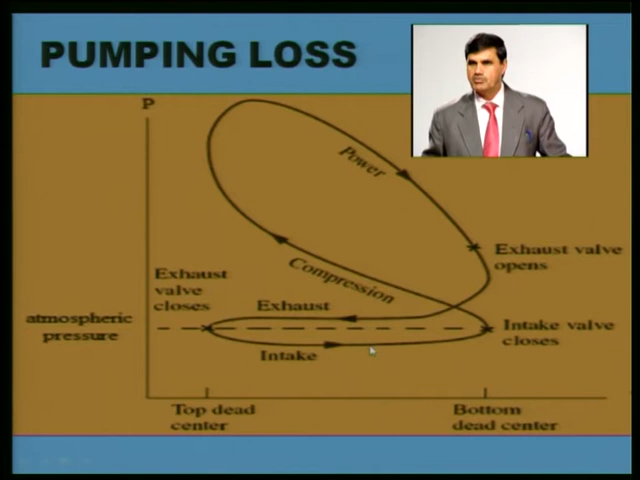 PUMPING LOSS
P
Power
Exhaust valve
opens
Compression
Exhaust
valve
closes
Exhaust
atmospheric
pressure
Intake valve
closes
Intake
Top dead
center
Bottom
dead center